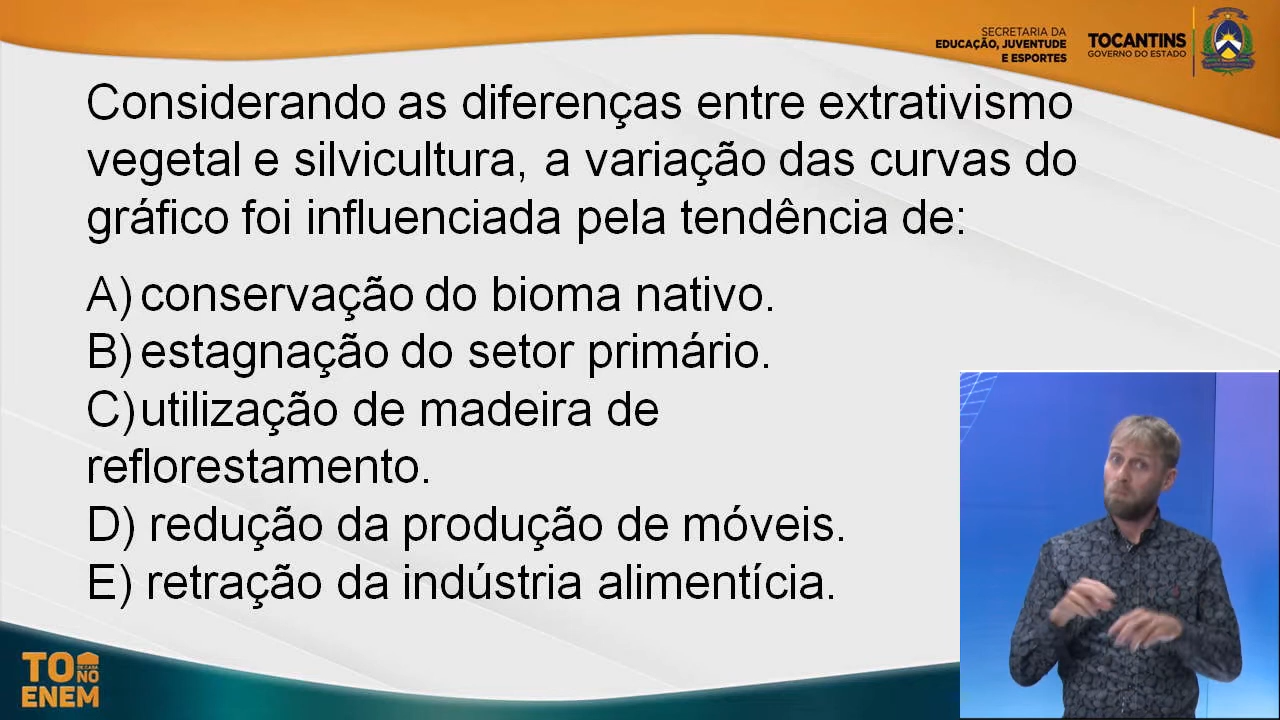 SECRETARIA DA
EDUCAÇÃO, JUVENTUDE
E ESPORTES
TOCANTINS
GOVERNO DO ESTADO
Considerando as diferenças entre extrativismo
vegetal e silvicultura, a variação das curvas do
gráfico foi influenciada pela tendência de:
A) conservação do bioma nativo.
B) estagnação do setor primário.
C) utilização de madeira de
reflorestamento.
D) redução da produção de móveis.
E) retração da indústria alimentícia.
TO DE CASA NO
ENEM